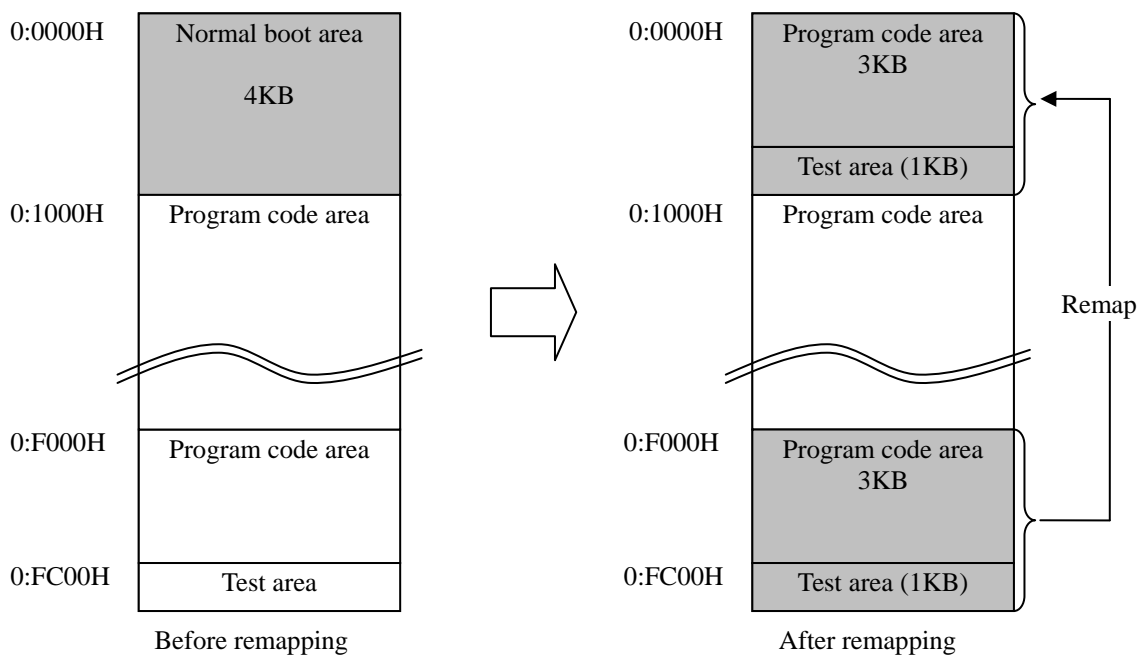 0:0000H
Normal boot area
4KB
0:1000H
Program code area
0:F000H
Program code area
0:FC00H
Test area
Before remapping
0:0000H
Program code area
3KB
Test area (1KB)
0:1000H
Program code area
Remap
0:F000H
Program code area
3KB
0:FC00H
Test area (1KB)
After remapping